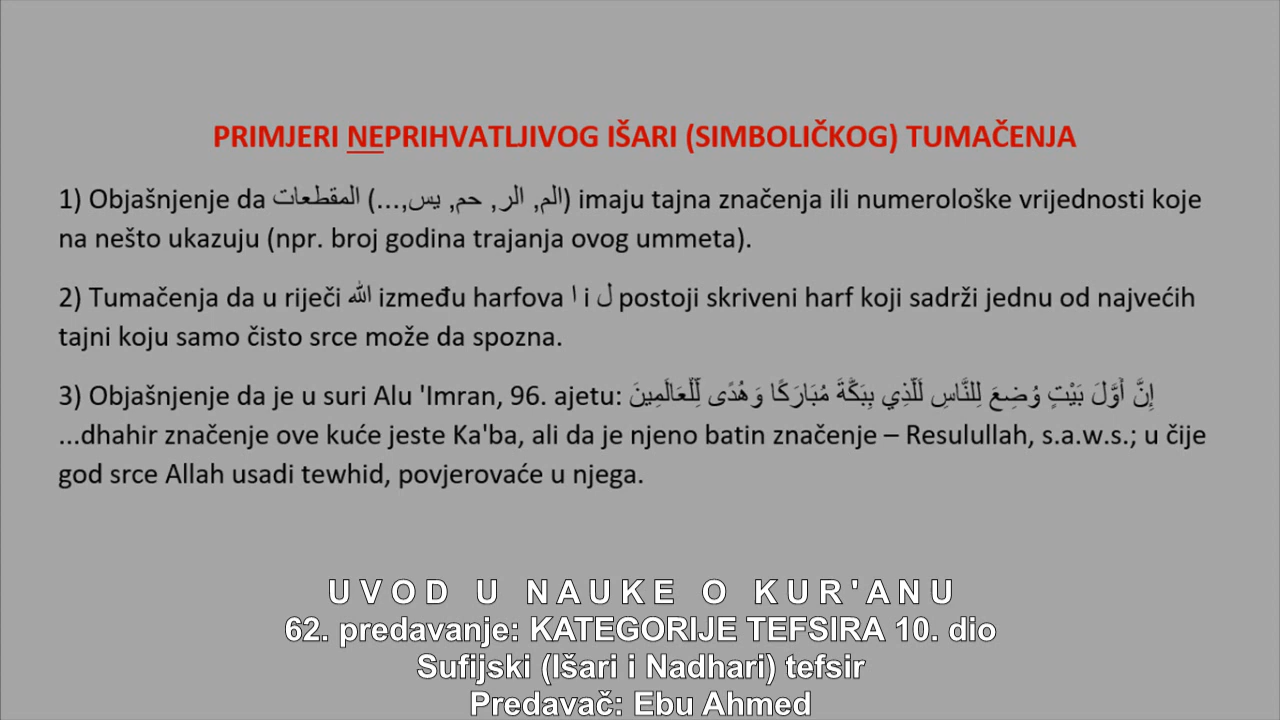 PRIMJERI NEPRIHVATLJIVOG IŠARI (SIMBOLIČKOG) TUMAČENJA
1) Objašnjenje da المقطعات (الم, الر, حم, يس,...) imaju tajna značenja ili numerološke vrijednosti koje
na nešto ukazuju (npr. broj godina trajanja ovog ummeta).
2) Tumačenja da u riječi الله između harfova ا i ل postoji skriveni harf koji sadrži jednu od najvećih
tajni koju samo čisto srce može da spozna.
3) Objašnjenje da je u suri Alu 'Imran, 96. ajetu: إِنَّ أَوَّلَ بَيْتٍ وُضِعَ لِلنَّاسِ لَلَّذِي بِبَكَّةَ مُبَارَكًا وَهُدًى لِّلْعَالَمِينَ
...dhahir značenje ove kuće jeste Ka'ba, ali da je njeno batin značenje – Resulullah, s.a.w.s.; u čije
god srce Allah usadi tewhid, povjerovaće u njega.
UVOD U NAUKE O KUR'ANU
62. predavanje: KATEGORIJE TEFSIRA 10. dio
Sufijski (Išari i Nadhari) tefsir
Predavač: Ebu Ahmed